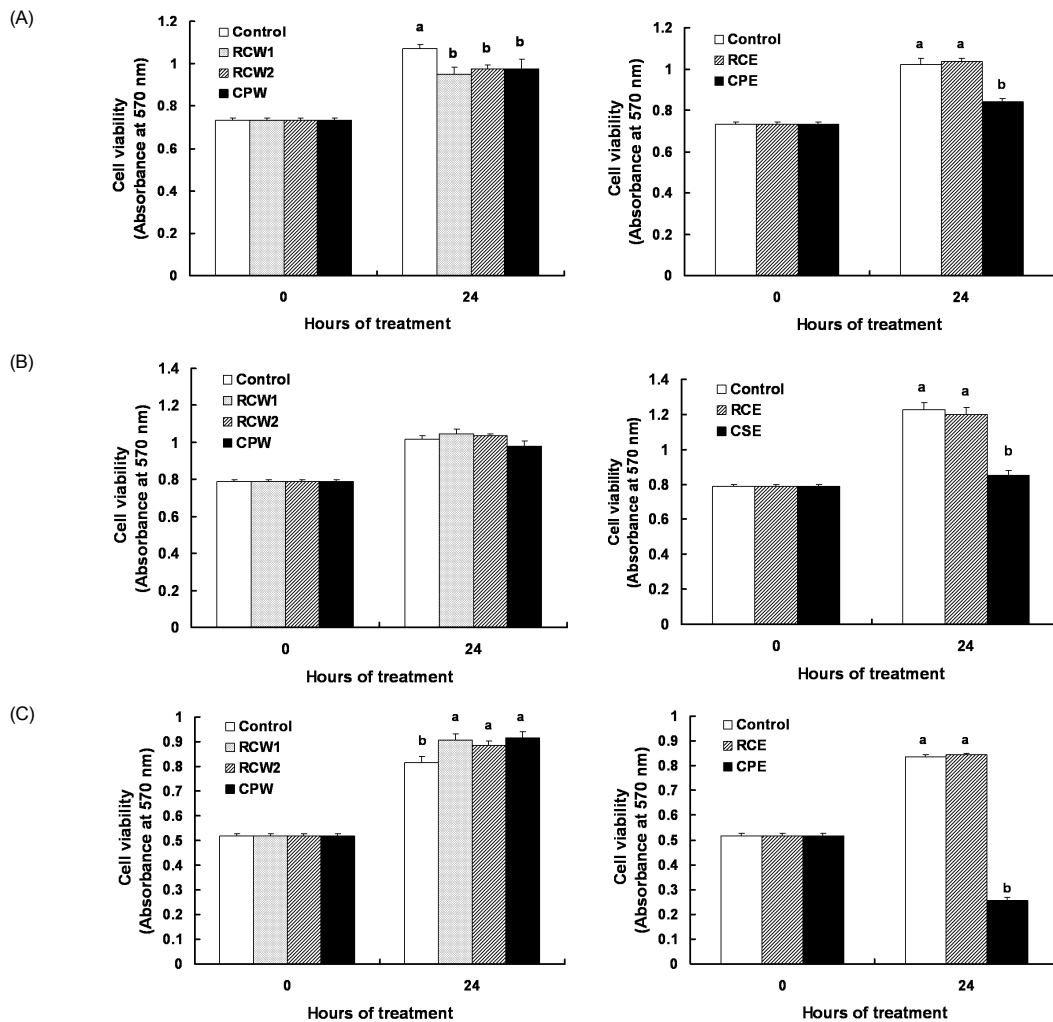 (A)
Cell viability
(Absorbance at 570 nm)
1.2
1
0.8
0.6
0.4
0.2
0
Control
RCW1
RCW2
CPW
a
b
b
b
0
24
Hours of treatment
Cell viability
(Absorbance at 570 nm)
1.2
1
0.8
0.6
0.4
0.2
0
Control
RCE
CPE
a
a
b
0
24
Hours of treatment
(B)
Cell viability
(Absorbance at 570 nm)
1.4
1.2
1
0.8
0.6
0.4
0.2
0
Control
RCW1
RCW2
CPW
0
24
Hours of treatment
Cell viability
(Absorbance at 570 nm)
1.4
1.2
1.0
0.8
0.6
0.4
0.2
0
Control
RCE
CSE
a
a
b
0
24
Hours of treatment
(C)
Cell viability
(Absorbance at 570 nm)
1
0.9
0.8
0.7
0.6
0.5
0.4
0.3
0.2
0.1
0
Control
RCW1
RCW2
CPW
b
a
a
a
0
24
Hours of treatment
Cell viability
(Absorbance at 570 nm)
1
0.9
0.8
0.7
0.6
0.5
0.4
0.3
0.2
0.1
0
Control
RCE
CPE
a
a
b
0
24
Hours of treatment